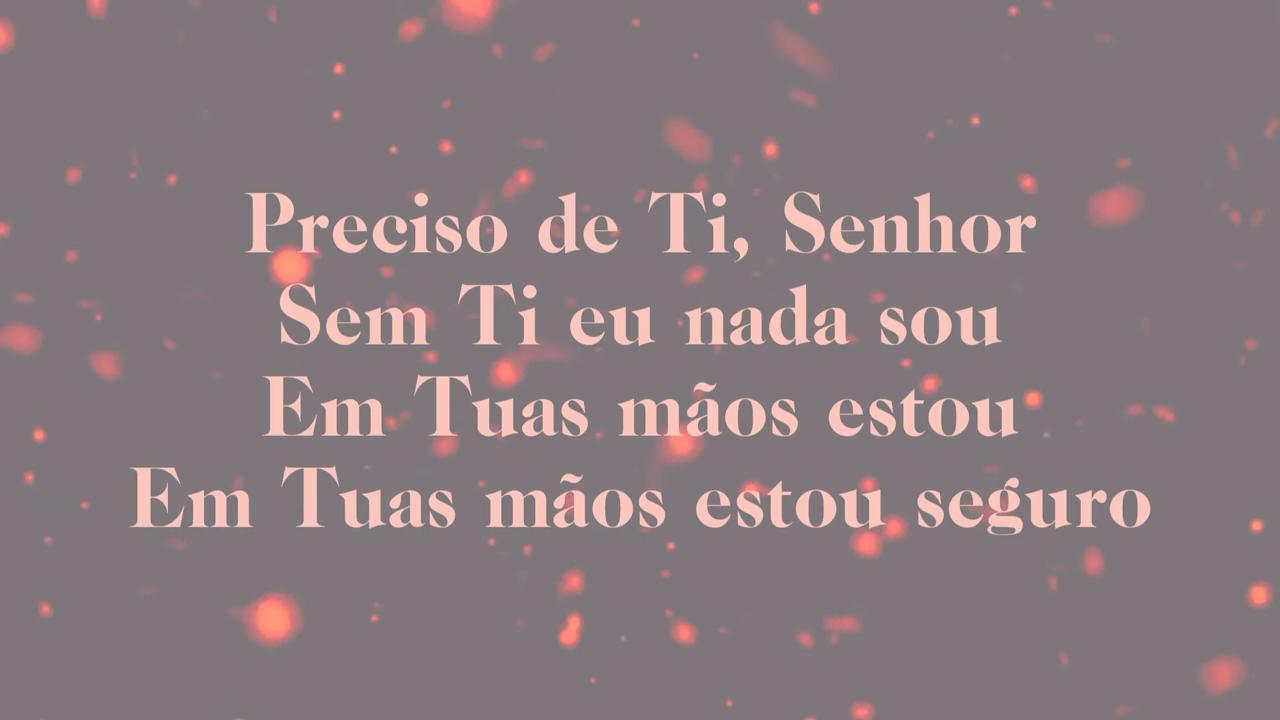 Preciso de Ti, Senhor
Sem Ti eu nada sou
Em Tuas mãos estou
Em Tuas mãos estou seguro